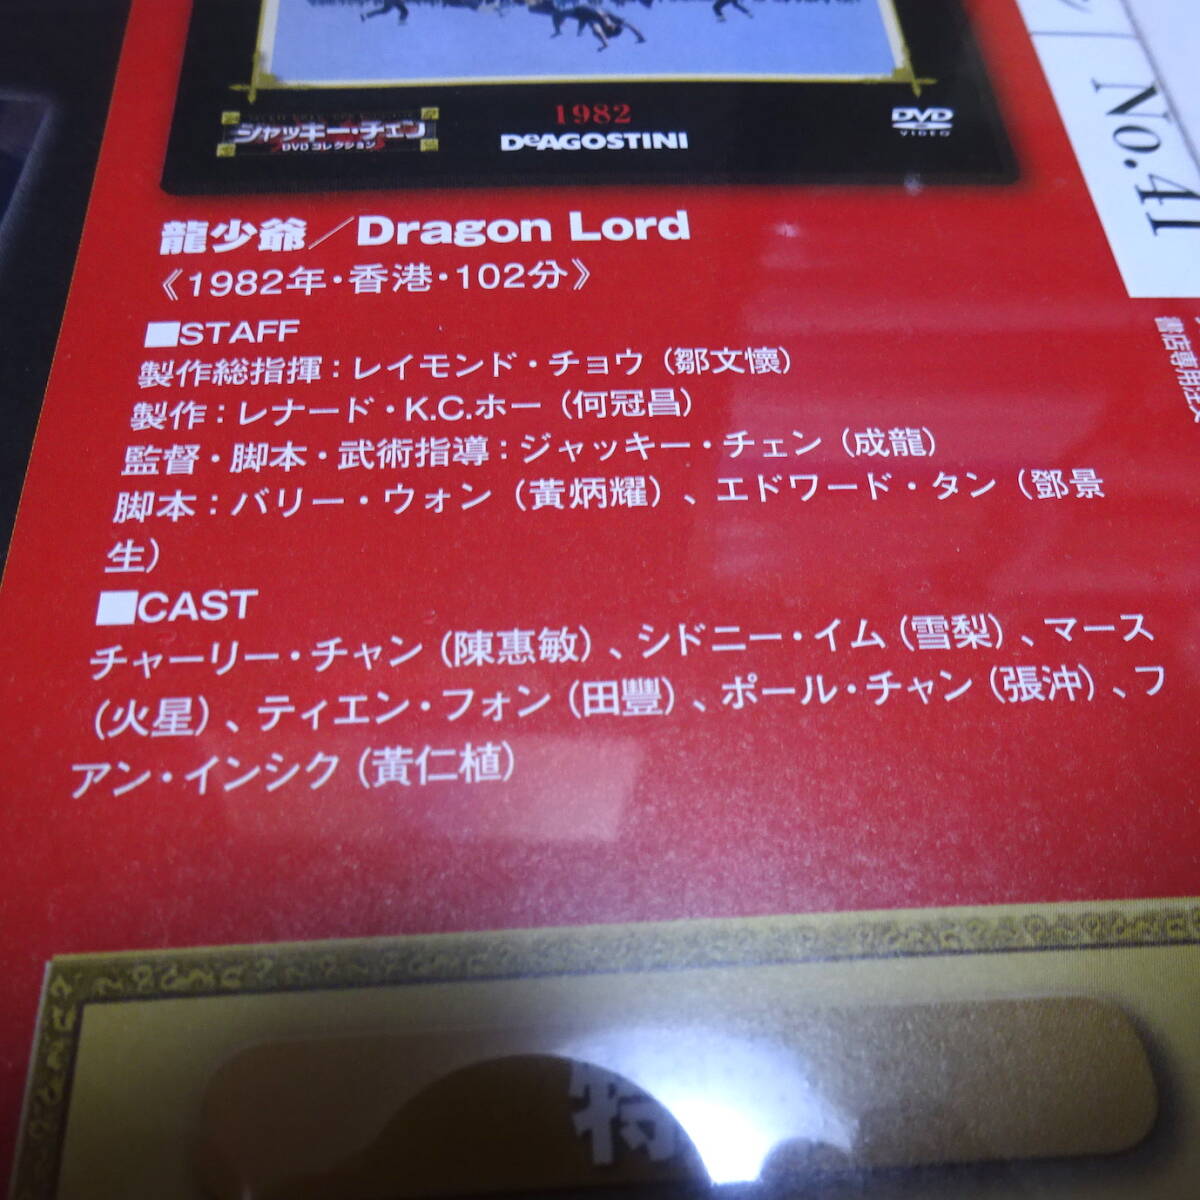 ジャッキー・チェン
DVDコレクション
1982
DeAGOSTINI
DVD
VIDEO
No.41
龍少爺／Dragon Lord
《1982年・香港・102分》
■STAFF
製作総指揮：レイモンド・チョウ（鄒文懷）
製作：レナード・K.C.ホー（何冠昌）
監督・脚本・武術指導：ジャッキー・チェン（成龍）
脚本：バリー・ウォン（黃炳耀）、エドワード・タン（鄧景
生）
■CAST
チャーリー・チャン（陳惠敏）、シドニー・イム（雪梨）、マース
（火星）、ティエン・フォン（田豐）、ポール・チャン（張沖）、フ
アン・インシク（黃仁植）
書店専用注
特